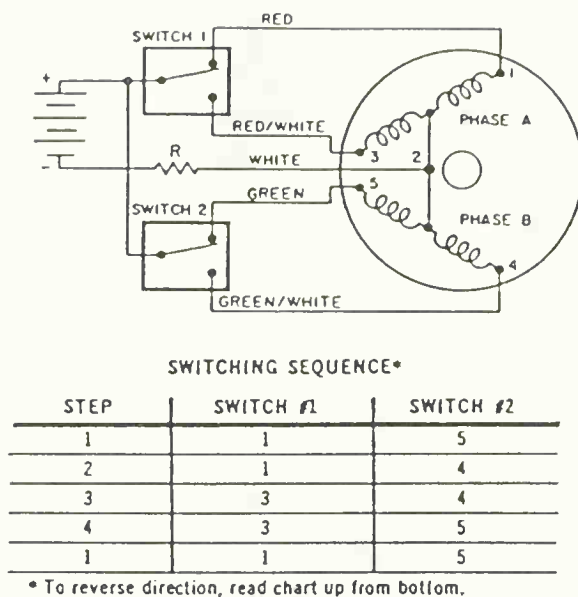 RED
SWITCH 1
+
1
PHASE A
RED/WHITE
3
2
R
WHITE
-
5
GREEN
SWITCH 2
PHASE B
4
GREEN/WHITE
SWITCHING SEQUENCE*
STEP SWITCH #1 SWITCH #2
1 1 5
2 1 4
3 3 4
4 3 5
1 1 5
* To reverse direction, read chart up from bottom.